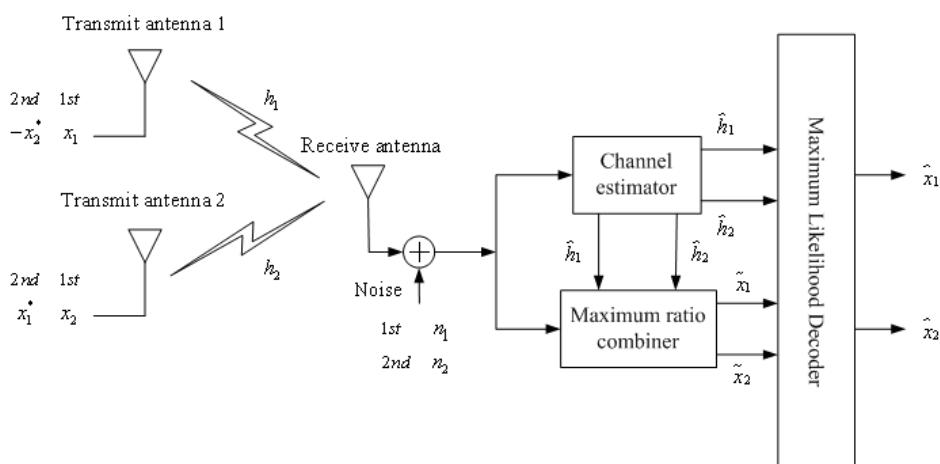 Transmit antenna 1
2nd 1st
−x₂* x₁
h₁
Receive antenna
Transmit antenna 2
2nd 1st
x₁* x₂
h₂
Noise
1st n₁
2nd n₂
Channel
estimator
ĥ₁
ĥ₂
ĥ₁ ĥ₂
Maximum ratio
combiner
x̃₁
x̃₂
Maximum Likelihood Decoder
x̂₁
x̂₂